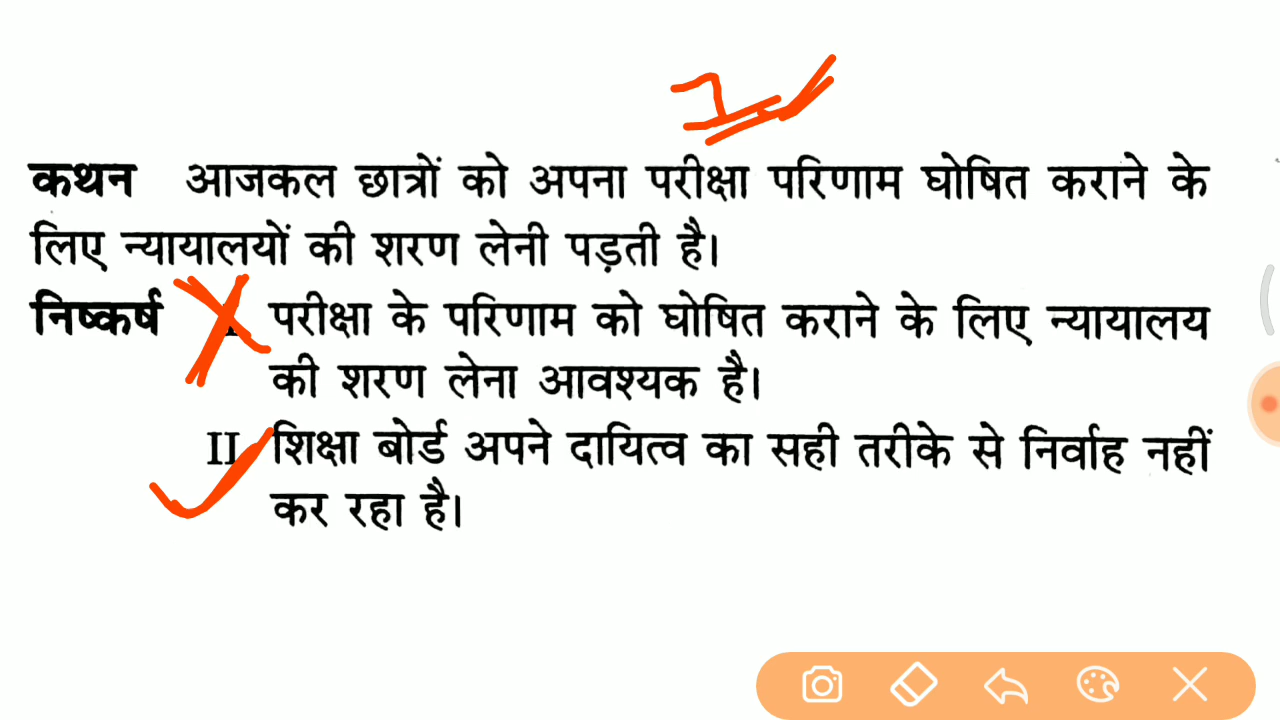 कथन आजकल छात्रों को अपना परीक्षा परिणाम घोषित कराने के
लिए न्यायालयों की शरण लेनी पड़ती है।
निष्कर्ष I परीक्षा के परिणाम को घोषित कराने के लिए न्यायालय
की शरण लेना आवश्यक है।
II शिक्षा बोर्ड अपने दायित्व का सही तरीके से निर्वाह नहीं
कर रहा है।